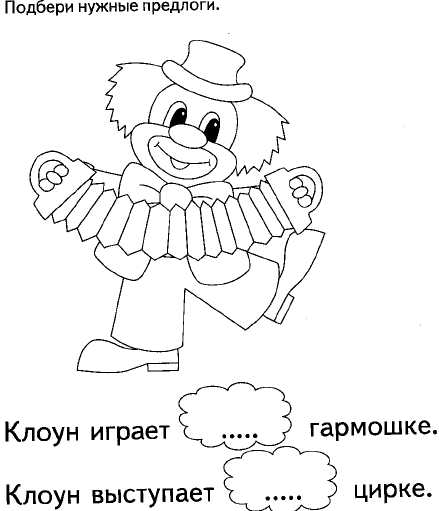 Подбери нужные предлоги.
Клоун играет ..... гармошке.
Клоун выступает ..... цирке.